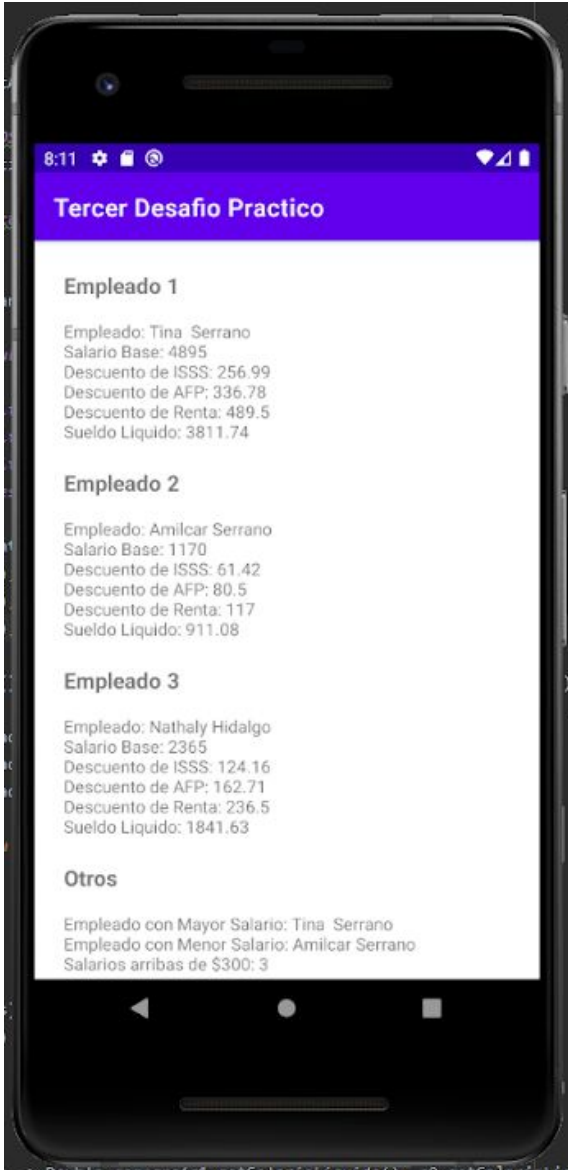 8:11
Tercer Desafio Practico
Empleado 1
Empleado: Tina  Serrano
Salario Base: 4895
Descuento de ISSS: 256.99
Descuento de AFP: 336.78
Descuento de Renta: 489.5
Sueldo Liquido: 3811.74
Empleado 2
Empleado: Amilcar Serrano
Salario Base: 1170
Descuento de ISSS: 61.42
Descuento de AFP: 80.5
Descuento de Renta: 117
Sueldo Liquido: 911.08
Empleado 3
Empleado: Nathaly Hidalgo
Salario Base: 2365
Descuento de ISSS: 124.16
Descuento de AFP: 162.71
Descuento de Renta: 236.5
Sueldo Liquido: 1841.63
Otros
Empleado con Mayor Salario: Tina  Serrano
Empleado con Menor Salario: Amilcar Serrano
Salarios arribas de $300: 3